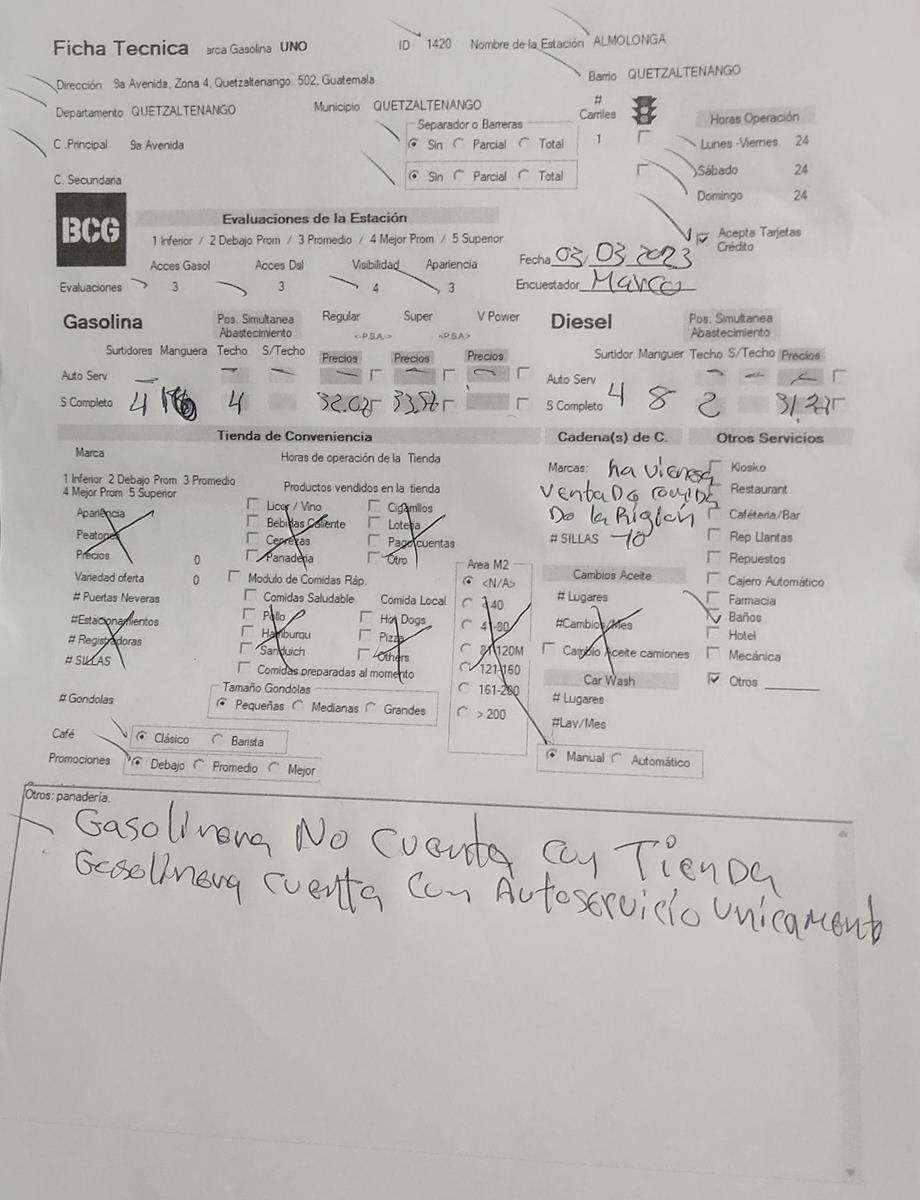 Ficha Tecnica arca Gasolina UNO ID 1420 Nombre de la Estación ALMOLONGA
Dirección 9a Avenida, Zona 4, Quetzaltenango, 502, Guatemala Barrio QUETZALTENANGO
Departamento QUETZALTENANGO Municipio QUETZALTENANGO # Carriles Horas Operación
Separador o Barreras
C .Principal 9a Avenida Sin Parcial Total 1 Lunes -Viernes 24
C. Secundaria Sin Parcial Total Sábado 24
Domingo 24
BCG Evaluaciones de la Estación
1 Inferior / 2 Debajo Prom / 3 Promedio / 4 Mejor Prom / 5 Superior
Acepta Tarjetas Crédito
Fecha 03, 03, 2023
Acces Gasol Acces Dsl Visibilidad Apariencia
Evaluaciones 3 3 4 3 Encuestador Marco
Gasolina Pos. Simultanea Abastecimiento Regular Super V Power Diesel Pos. Simultanea Abastecimiento
<-P.S.A.-> <-P.S.A.->
Surtidores Manguera Techo S/Techo Precios Precios Precios Surtidor Manguer Techo S/Techo Precios
Auto Serv Auto Serv
S Completo 4 4 S Completo 4 8 2
Tienda de Conveniencia Cadena(s) de C. Otros Servicios
Marca Horas de operación de la Tienda
1 Inferior 2 Debajo Prom 3 Promedio
4 Mejor Prom 5 Superior
Apariencia
Peatones
Precios 0
Variedad oferta 0
# Puertas Neveras
#Estacionamientos
# Registradoras
# SILLAS
# Gondolas
Productos vendidos en la tienda
Licor / Vino Cigarrillos
Bebidas Caliente Loteria
Cervezas Pago cuentas
Panaderia Otro
Modulo de Comidas Ráp.
Comidas Saludable Comida Local
Pollo Hot Dogs
Hamburqu Pizza
Sanduich Others
Comidas preparadas al momento
Tamaño Gondolas
Pequeñas Medianas Grandes
Area M2
<N/A>
41-80
81-120M
121-160
161-200
> 200
Marcas:
Venta De comida
De la
# SILLAS 10
Cambios Aceite
# Lugares
#Cambios/Mes
Cambio Aceite camiones
Car Wash
# Lugares
#Lav/Mes
Manual Automático
Kiosko
Restaurant
Caféteria/Bar
Rep Llantas
Repuestos
Cajero Automático
Farmacia
Baños
Hotel
Mecánica
Otros
Café Clásico Barista
Promociones Debajo Promedio Mejor
Otros: panadería.
Gasolinera No cuenta con Tienda
Gasolinera cuenta con Autoservicio unicament